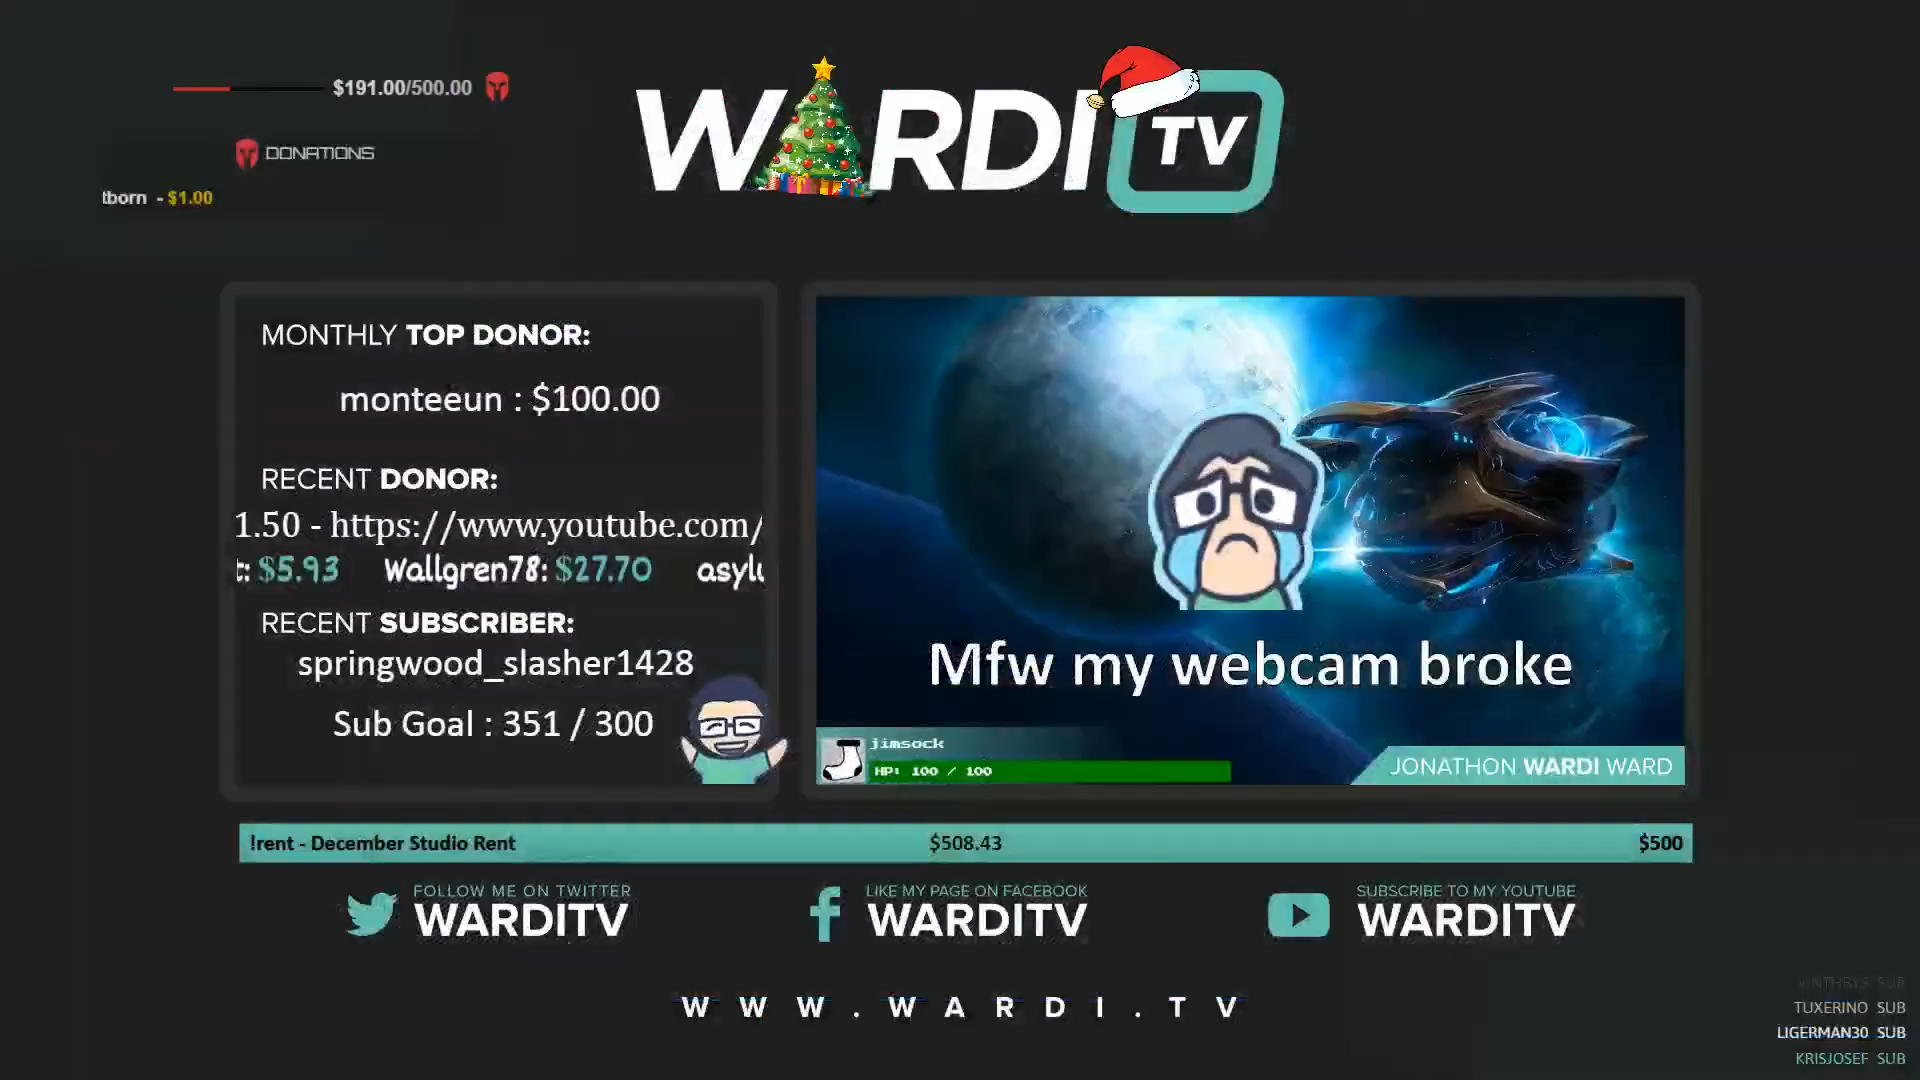 $191.00/500.00
DONATIONS
tborn - $1.00
WARDI TV
MONTHLY TOP DONOR:
monteeun : $100.00
RECENT DONOR:
1.50 - https://www.youtube.com/
t: $5.93 Wallgren78: $27.70 asylu
RECENT SUBSCRIBER:
springwood_slasher1428
Sub Goal : 351 / 300
Mfw my webcam broke
jimsock
HP: 100 / 100
JONATHON WARDI WARD
!rent - December Studio Rent $508.43 $500
FOLLOW ME ON TWITTER
WARDITV
LIKE MY PAGE ON FACEBOOK
WARDITV
SUBSCRIBE TO MY YOUTUBE
WARDITV
WWW.WARDI.TV
SUB
TUXERINO SUB
LIGERMAN30 SUB
KRISJOSEF SUB